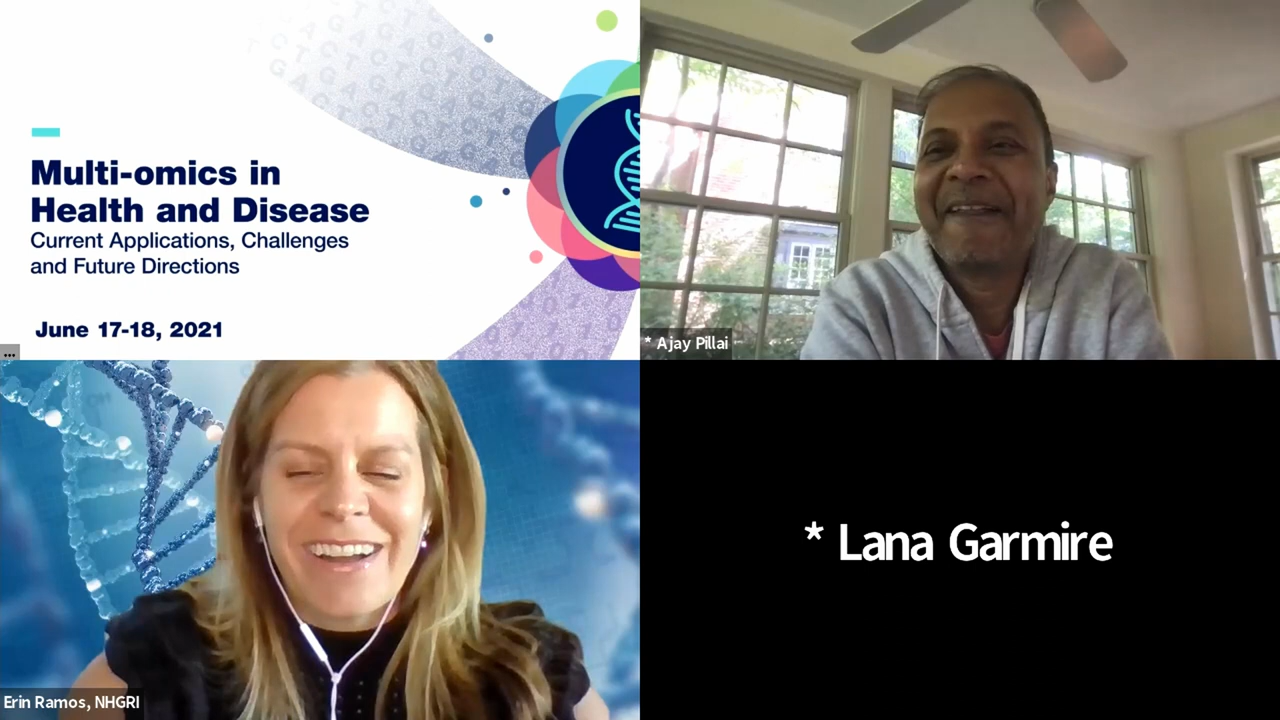 Multi-omics in
Health and Disease
Current Applications, Challenges
and Future Directions
June 17-18, 2021
* Ajay Pillai
Erin Ramos, NHGRI
* Lana Garmire